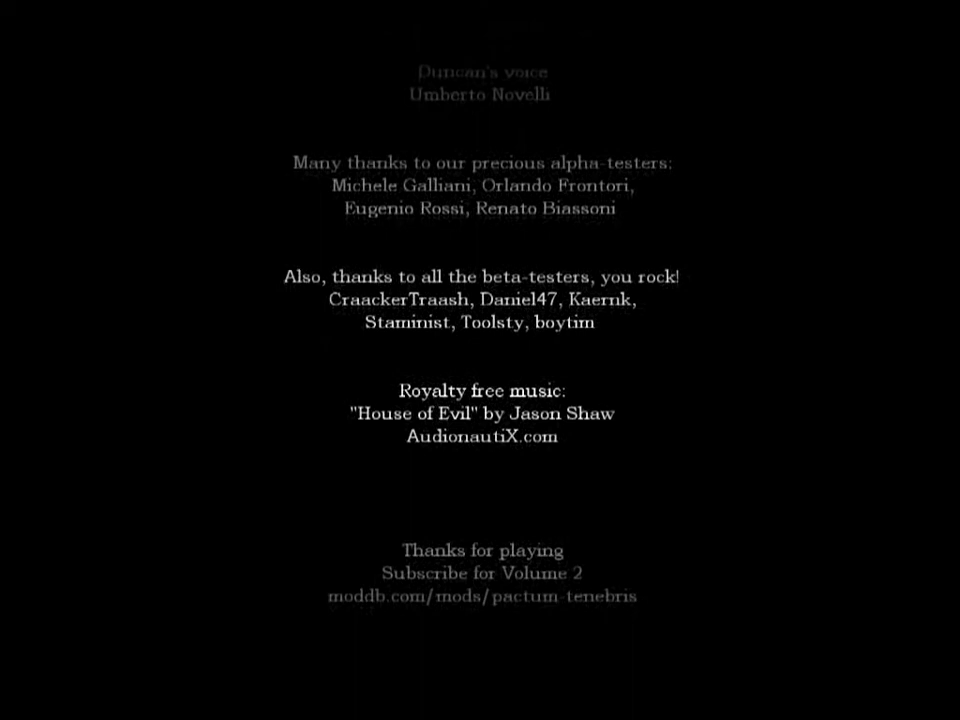 Duncan's voice
Umberto Novelli
Many thanks to our precious alpha-testers:
Michele Galliani, Orlando Frontori,
Eugenio Rossi, Renato Biassoni
Also, thanks to all the beta-testers, you rock!
CraackerTraash, Daniel47, Kaernk,
Staminist, Toolsty, boytim
Royalty free music:
"House of Evil" by Jason Shaw
AudionautiX.com
Thanks for playing
Subscribe for Volume 2
moddb.com/mods/pactum-tenebris